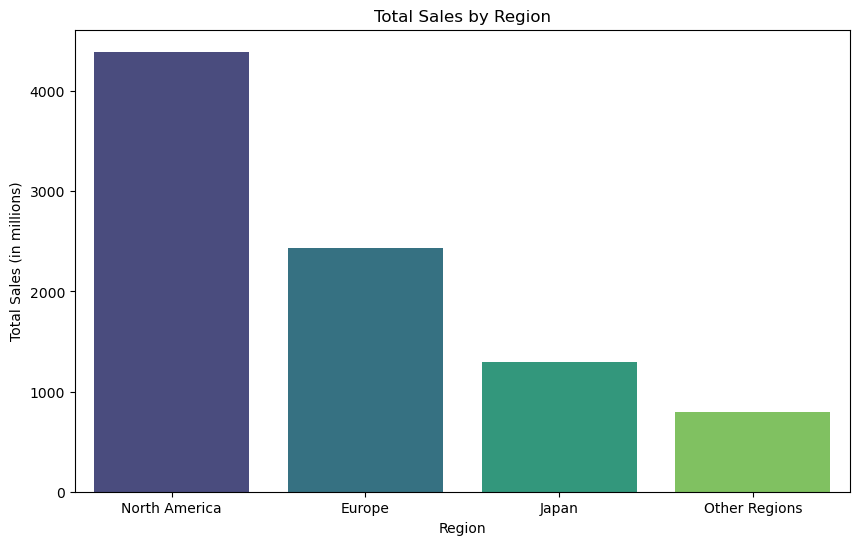 Total Sales by Region
Total Sales (in millions)
4000
3000
2000
1000
0
North America
Europe
Japan
Other Regions
Region